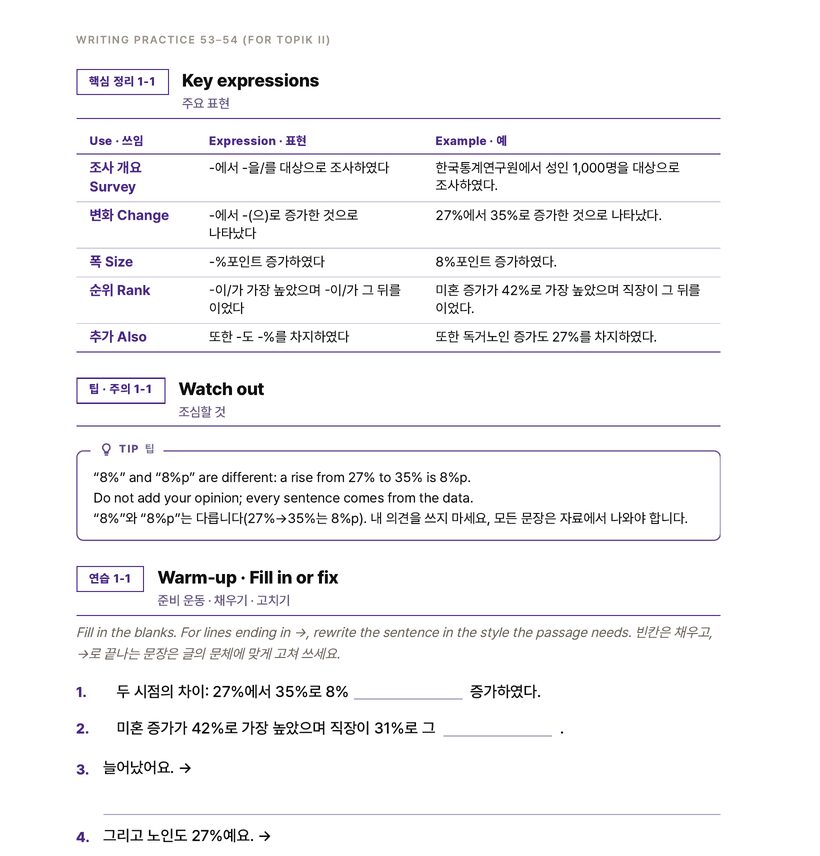 WRITING PRACTICE 53–54 (FOR TOPIK II)
핵심 정리 1-1
Key expressions
주요 표현
Use · 쓰임
Expression · 표현
Example · 예
조사 개요
Survey
-에서 -을/를 대상으로 조사하였다
한국통계연구원에서 성인 1,000명을 대상으로
조사하였다.
변화 Change
-에서 -(으)로 증가한 것으로
나타났다
27%에서 35%로 증가한 것으로 나타났다.
폭 Size
-%포인트 증가하였다
8%포인트 증가하였다.
순위 Rank
-이/가 가장 높았으며 -이/가 그 뒤를
이었다
미혼 증가가 42%로 가장 높았으며 직장이 그 뒤를
이었다.
추가 Also
또한 -도 -%를 차지하였다
또한 독거노인 증가도 27%를 차지하였다.
팁 · 주의 1-1
Watch out
조심할 것
TIP 팁
“8%” and “8%p” are different: a rise from 27% to 35% is 8%p.
Do not add your opinion; every sentence comes from the data.
“8%”와 “8%p”는 다릅니다(27%→35%는 8%p). 내 의견을 쓰지 마세요, 모든 문장은 자료에서 나와야 합니다.
연습 1-1
Warm-up · Fill in or fix
준비 운동 · 채우기 · 고치기
Fill in the blanks. For lines ending in →, rewrite the sentence in the style the passage needs. 빈칸은 채우고,
→로 끝나는 문장은 글의 문체에 맞게 고쳐 쓰세요.
1. 두 시점의 차이: 27%에서 35%로 8% ____________ 증가하였다.
2. 미혼 증가가 42%로 가장 높았으며 직장이 31%로 그 ____________ .
3. 늘어났어요. →
4. 그리고 노인도 27%예요. →